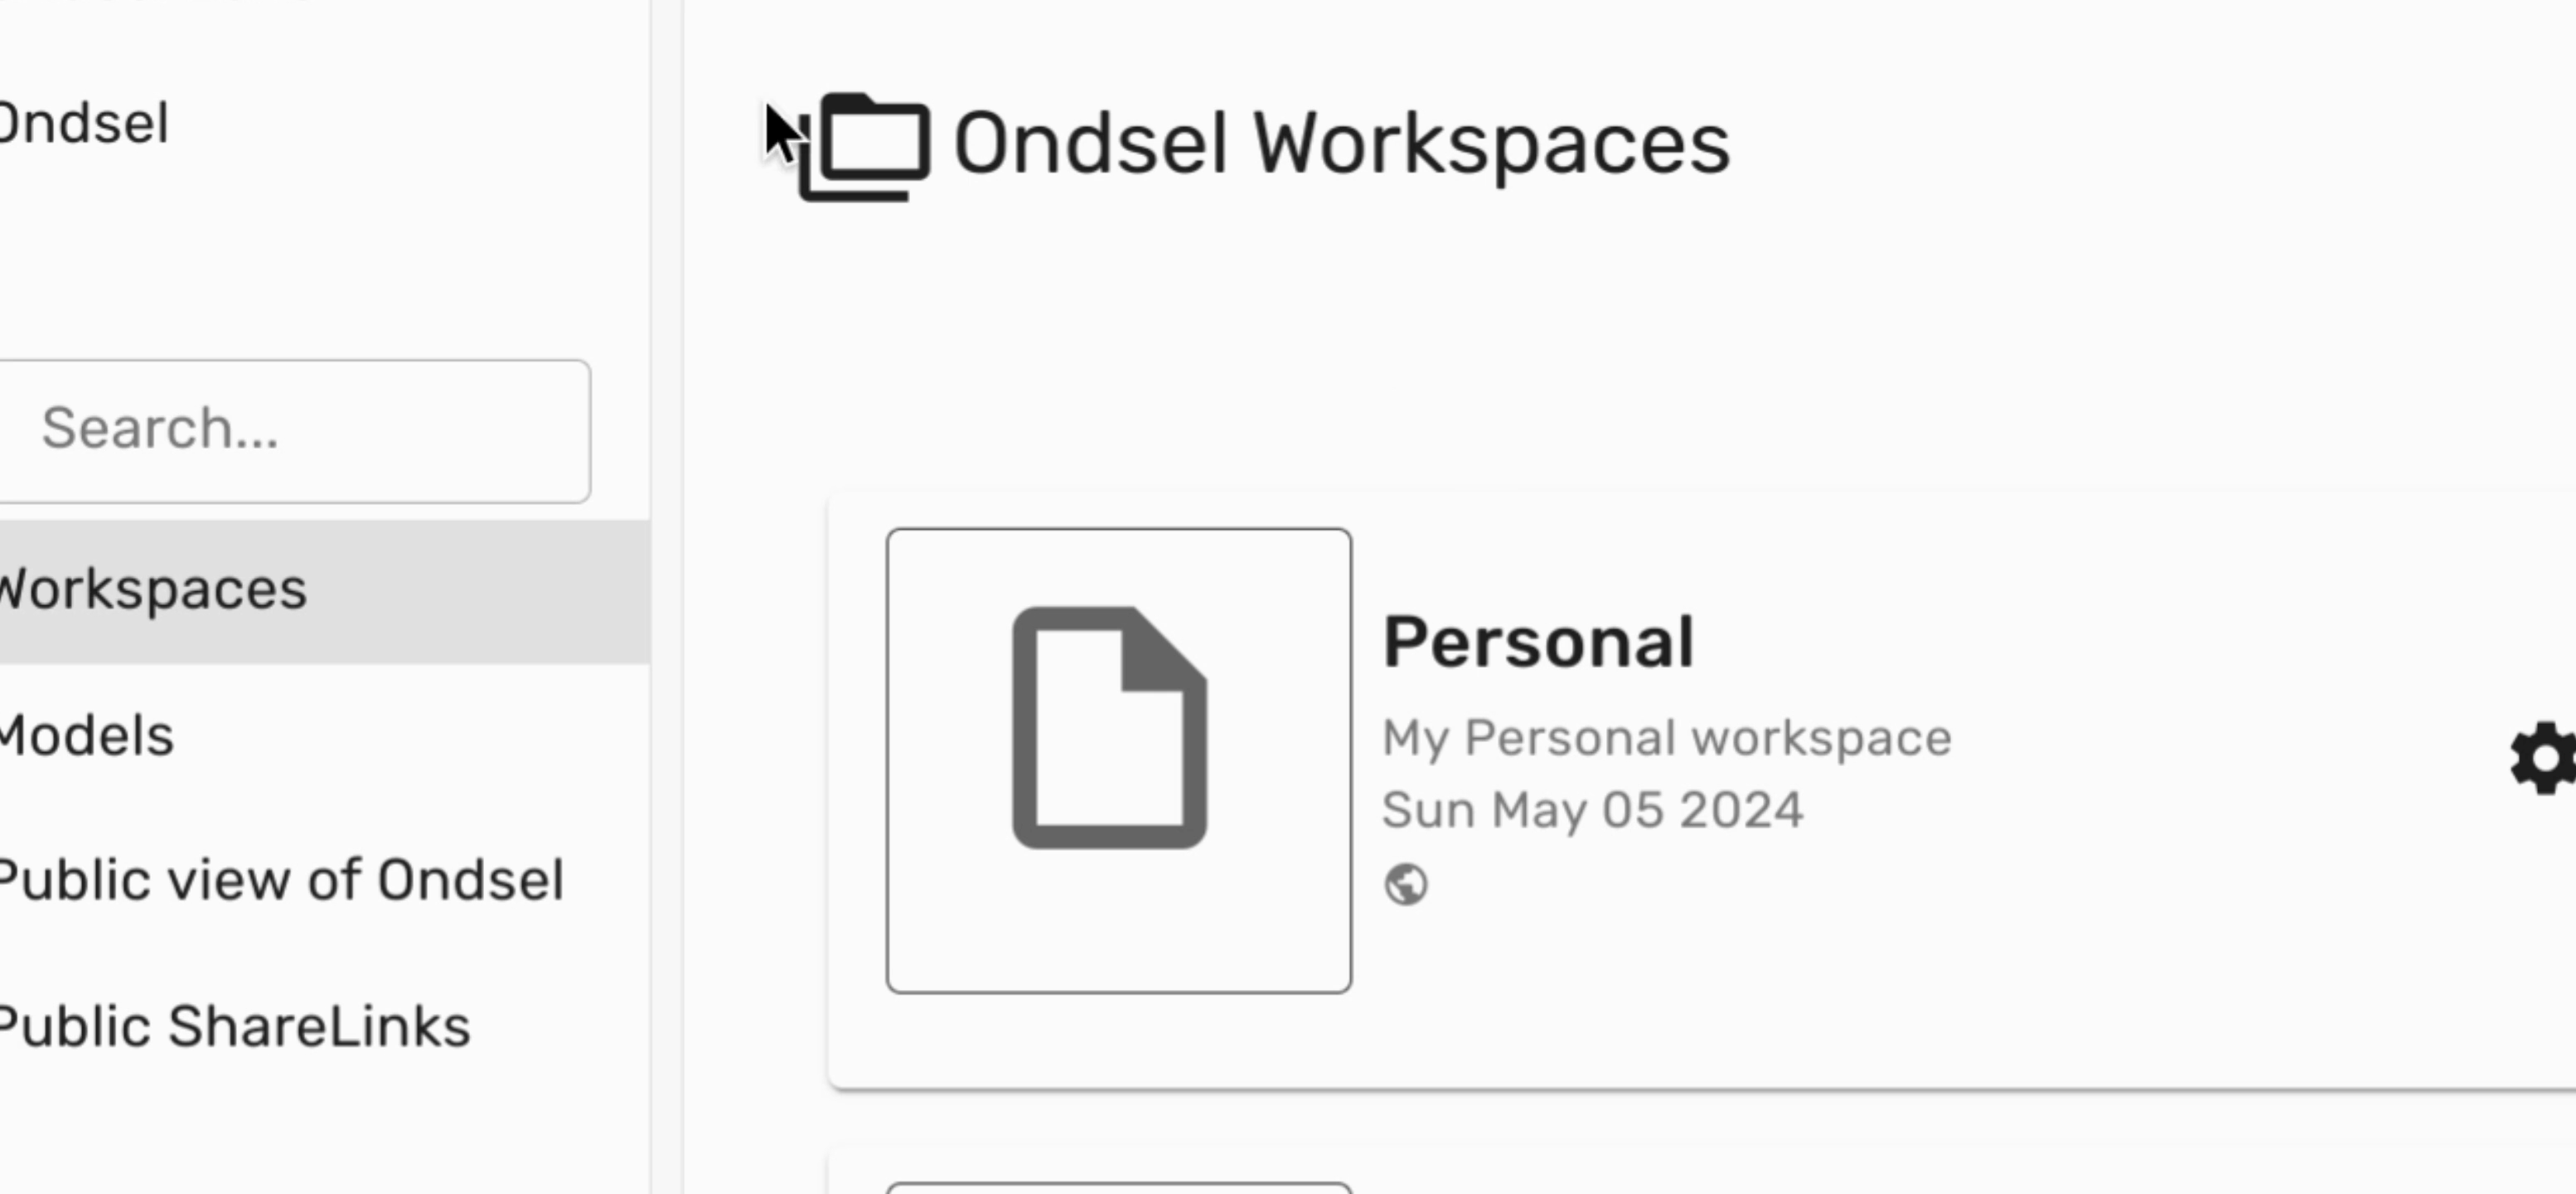 Ondsel
Search...
Workspaces
Models
Public view of Ondsel
Public ShareLinks
Ondsel Workspaces
Personal
My Personal workspace
Sun May 05 2024